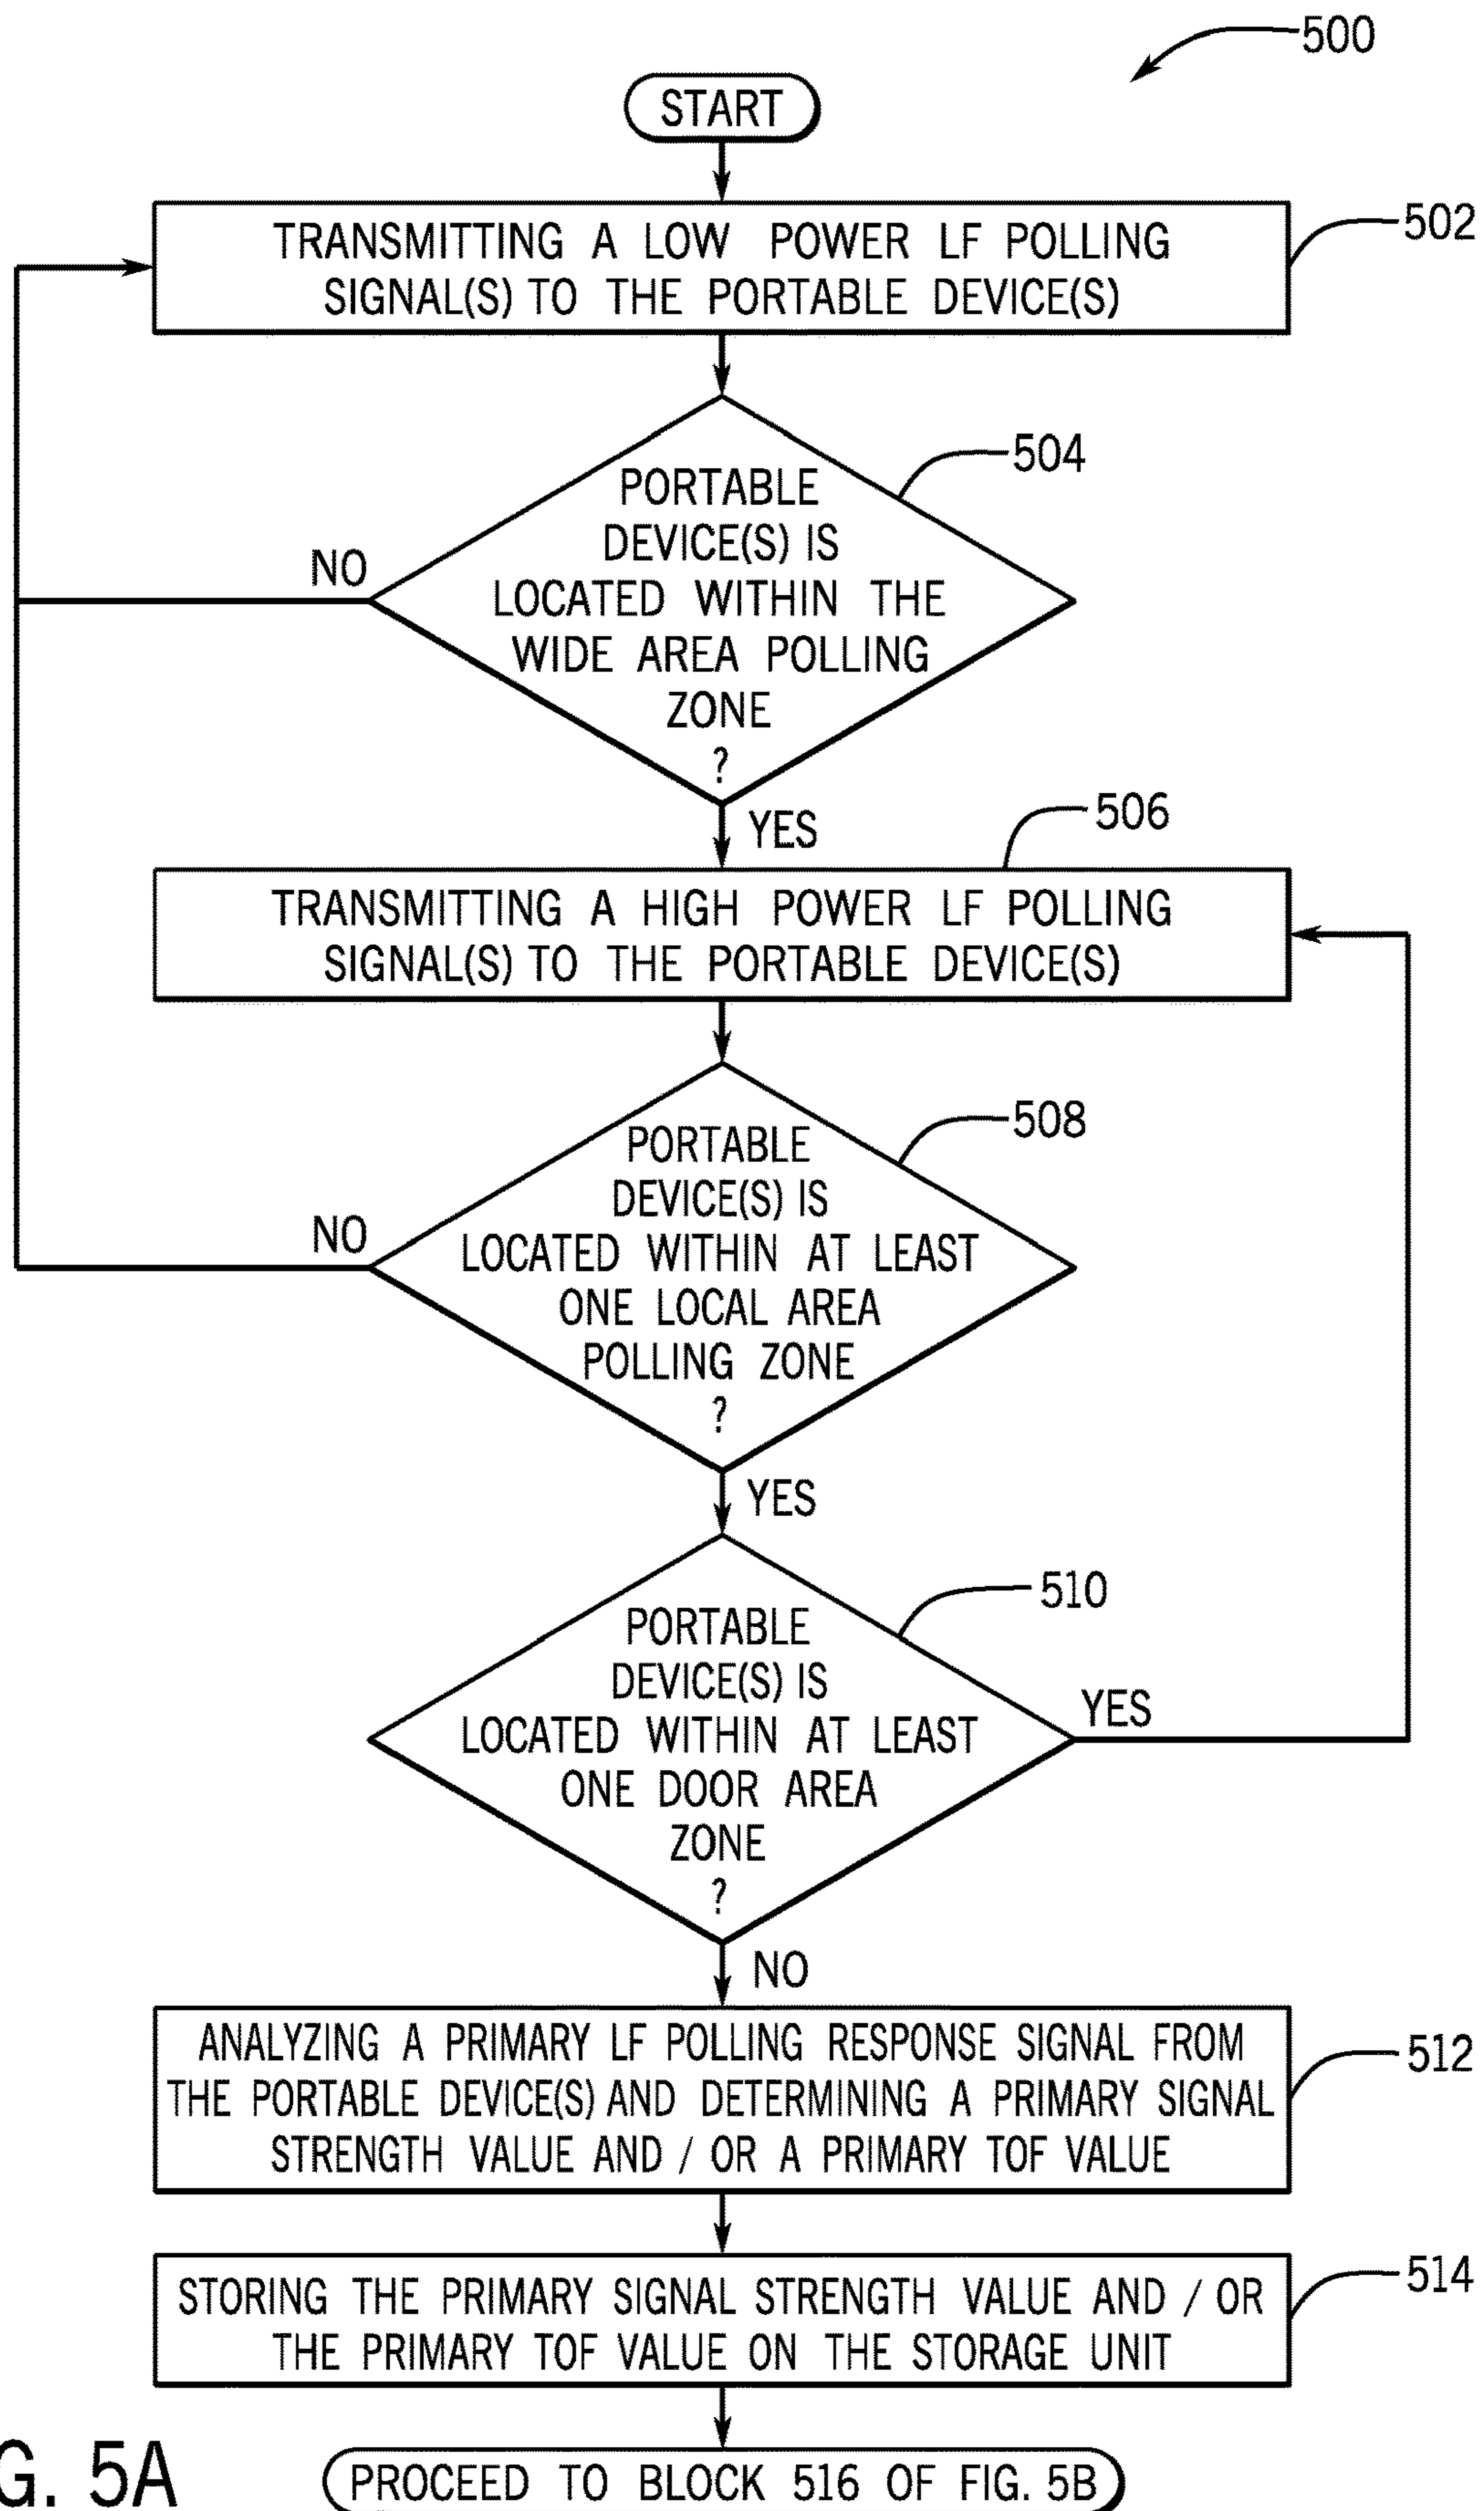 500
START
TRANSMITTING A LOW POWER LF POLLING
SIGNAL(S) TO THE PORTABLE DEVICE(S)
502
PORTABLE
DEVICE(S) IS
LOCATED WITHIN THE
WIDE AREA POLLING
ZONE
?
504
NO
YES
506
TRANSMITTING A HIGH POWER LF POLLING
SIGNAL(S) TO THE PORTABLE DEVICE(S)
PORTABLE
DEVICE(S) IS
LOCATED WITHIN AT LEAST
ONE LOCAL AREA
POLLING ZONE
?
508
NO
YES
PORTABLE
DEVICE(S) IS
LOCATED WITHIN AT LEAST
ONE DOOR AREA
ZONE
?
510
YES
NO
ANALYZING A PRIMARY LF POLLING RESPONSE SIGNAL FROM
THE PORTABLE DEVICE(S) AND DETERMINING A PRIMARY SIGNAL
STRENGTH VALUE AND / OR A PRIMARY TOF VALUE
512
STORING THE PRIMARY SIGNAL STRENGTH VALUE AND / OR
THE PRIMARY TOF VALUE ON THE STORAGE UNIT
514
G. 5A
PROCEED TO BLOCK 516 OF FIG. 5B